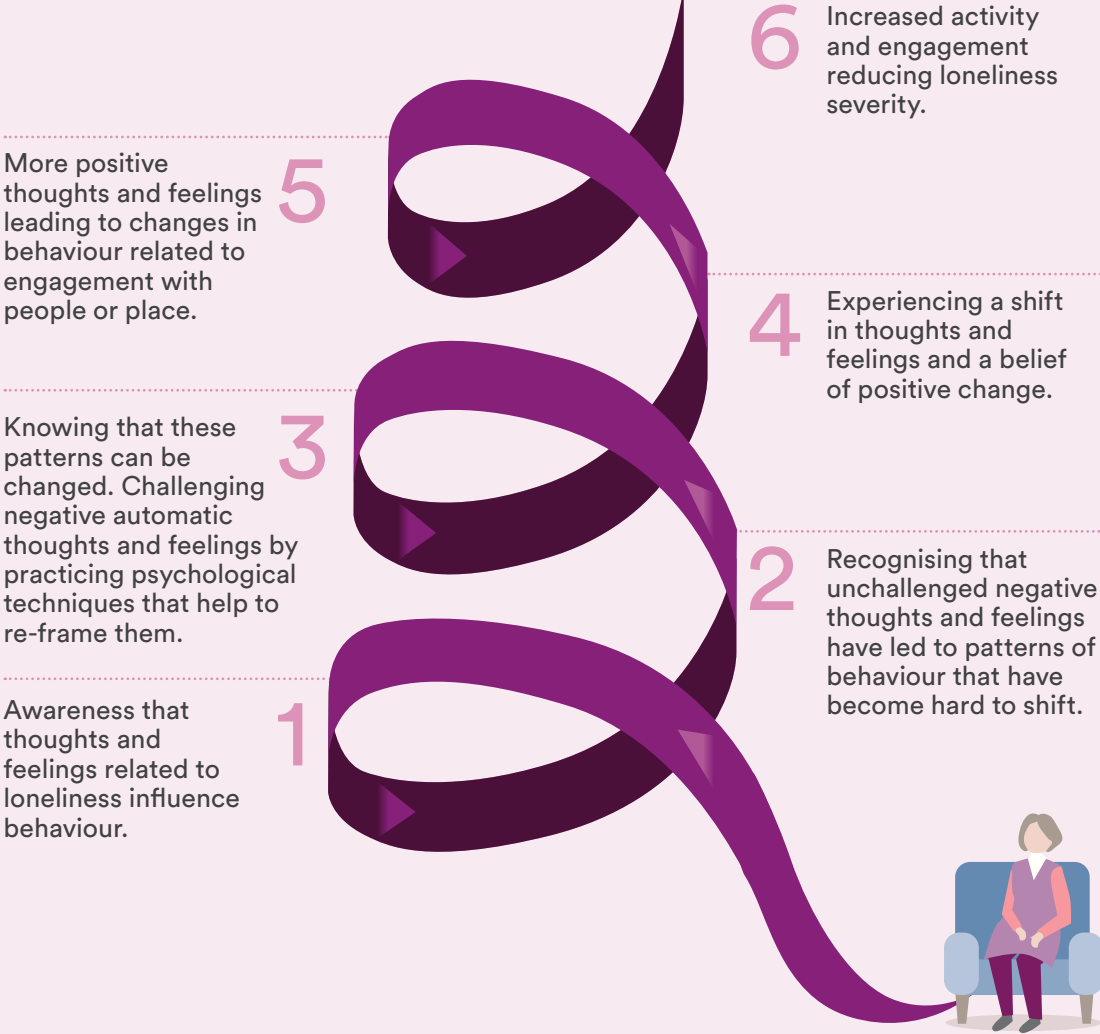 6
Increased activity
and engagement
reducing loneliness
severity.
5
More positive
thoughts and feelings
leading to changes in
behaviour related to
engagement with
people or place.
4
Experiencing a shift
in thoughts and
feelings and a belief
of positive change.
3
Knowing that these
patterns can be
changed. Challenging
negative automatic
thoughts and feelings by
practicing psychological
techniques that help to
re-frame them.
2
Recognising that
unchallenged negative
thoughts and feelings
have led to patterns of
behaviour that have
become hard to shift.
1
Awareness that
thoughts and
feelings related to
loneliness influence
behaviour.